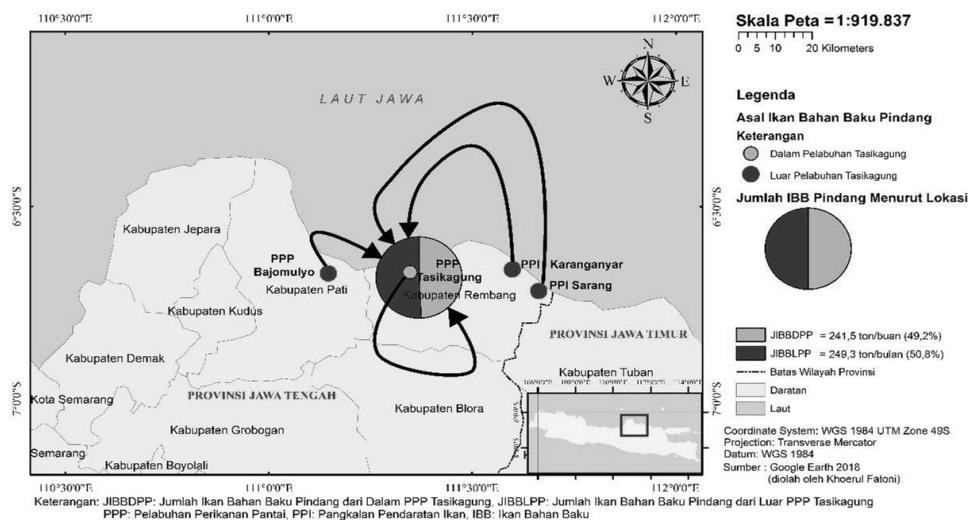 110°30'0"E 111°0'0"E 111°30'0"E 112°0'0"E
Skala Peta = 1:919.837
0 5 10 20 Kilometers
N
W E
S
LAUT JAWA
Legenda
Asal Ikan Bahan Baku Pindang
Keterangan
Dalam Pelabuhan Tasikagung
Luar Pelabuhan Tasikagung
Jumlah IBB Pindang Menurut Lokasi
6°30'0"S 6°30'0"S
Kabupaten Jepara
PPP
Bajomulyo
Kabupaten Pati
PPP
Tasikagung
Kabupaten Rembang
PPI Karanganyar
PPI Sarang
Kabupaten Kudus
PROVINSI JAWA TIMUR
Kabupaten Demak
Kabupaten Tuban
JIBBDPP = 241,5 ton/buan (49,2%)
JIBBLPP = 249,3 ton/bulan (50,8%)
Batas Wilayah Provinsi
Daratan
Laut
Kota Semarang
PROVINSI JAWA TENGAH
Kabupaten Blora
7°0'0"S 7°0'0"S
Semarang
Kabupaten Grobogan
Kabupaten Boyolali
Coordinate System: WGS 1984 UTM Zone 49S
Projection: Transverse Mercator
Datum: WGS 1984
Sumber : Google Earth 2018
(diolah oleh Khoerul Fatoni)
110°30'0"E 111°0'0"E 111°30'0"E 112°0'0"E
Keterangan: JIBBDPP: Jumlah Ikan Bahan Baku Pindang dari Dalam PPP Tasikagung, JIBBLPP: Jumlah Ikan Bahan Baku Pindang dari Luar PPP Tasikagung
PPP: Pelabuhan Perikanan Pantai, PPI: Pangkalan Pendaratan Ikan, IBB: Ikan Bahan Baku